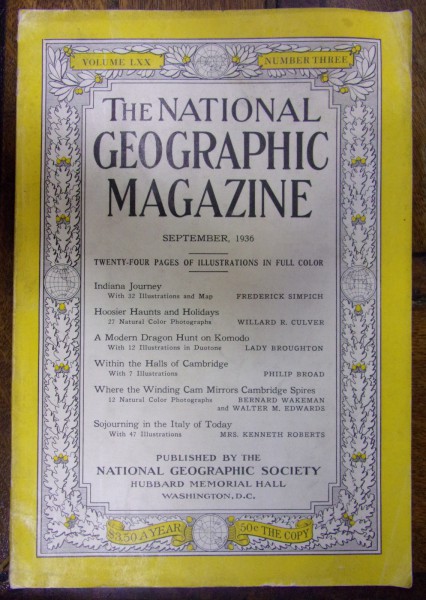 VOLUME LXX NUMBER THREE
THE NATIONAL
GEOGRAPHIC
MAGAZINE
SEPTEMBER, 1936
TWENTY-FOUR PAGES OF ILLUSTRATIONS IN FULL COLOR
Indiana Journey
With 32 Illustrations and Map FREDERICK SIMPICH
Hoosier Haunts and Holidays
27 Natural Color Photographs WILLARD R. CULVER
A Modern Dragon Hunt on Komodo
With 12 Illustrations in Duotone LADY BROUGHTON
Within the Halls of Cambridge
With 7 Illustrations PHILIP BROAD
Where the Winding Cam Mirrors Cambridge Spires
12 Natural Color Photographs BERNARD WAKEMAN
and WALTER M. EDWARDS
Sojourning in the Italy of Today
With 47 Illustrations MRS. KENNETH ROBERTS
PUBLISHED BY THE
NATIONAL GEOGRAPHIC SOCIETY
HUBBARD MEMORIAL HALL
WASHINGTON, D.C.
$3.50 A YEAR 50¢ THE COPY